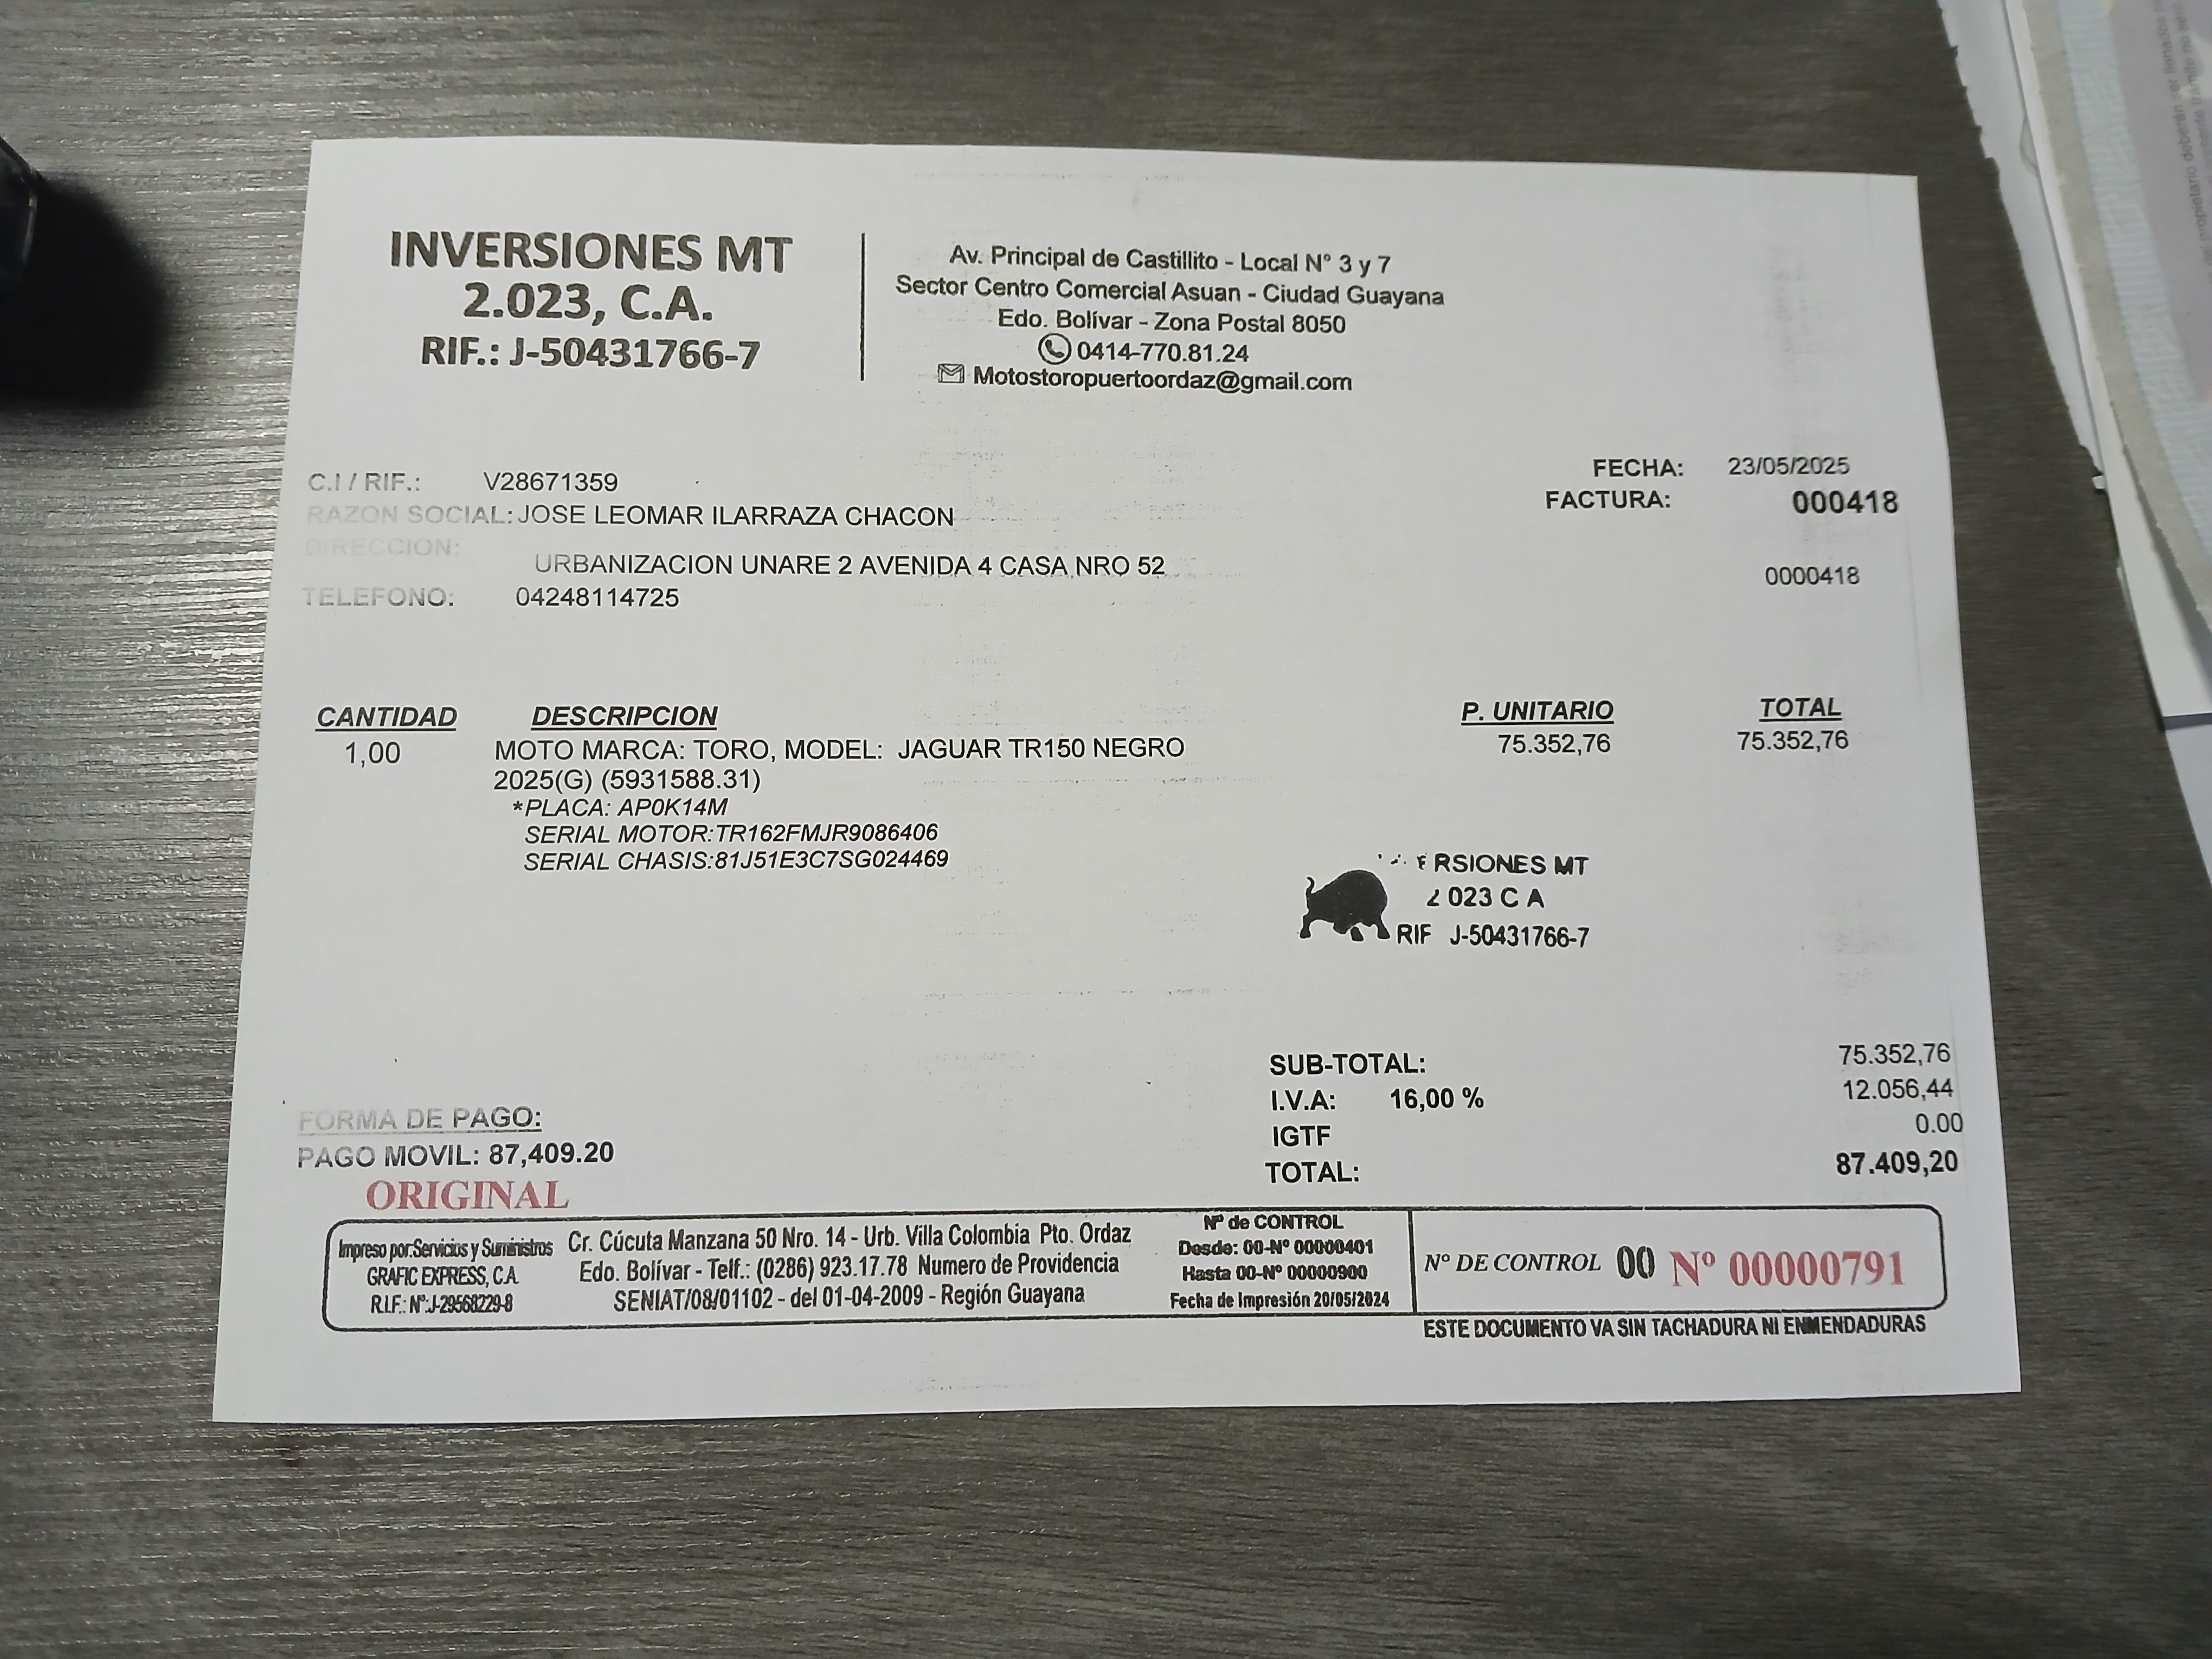 INVERSIONES MT
2.023, C.A.
RIF.: J-50431766-7
Av. Principal de Castillito - Local N° 3 y 7
Sector Centro Comercial Asuan - Ciudad Guayana
Edo. Bolívar - Zona Postal 8050
0414-770.81.24
Motostoropuertoordaz@gmail.com
C.I / RIF.: V28671359
RAZON SOCIAL: JOSE LEOMAR ILARRAZA CHACON
DIRECCION:
URBANIZACION UNARE 2 AVENIDA 4 CASA NRO 52
TELEFONO: 04248114725
FECHA: 23/05/2025
FACTURA: 000418
0000418
CANTIDAD DESCRIPCION P. UNITARIO TOTAL
1,00 MOTO MARCA: TORO, MODEL: JAGUAR TR150 NEGRO 75.352,76 75.352,76
2025(G) (5931588.31)
*PLACA: AP0K14M
SERIAL MOTOR:TR162FMJR9086406
SERIAL CHASIS:81J51E3C7SG024469
ERSIONES MT
2 023 C A
RIF J-50431766-7
SUB-TOTAL: 75.352,76
I.V.A: 16,00 % 12.056,44
IGTF 0.00
TOTAL: 87.409,20
FORMA DE PAGO:
PAGO MOVIL: 87,409.20
ORIGINAL
Impreso por:Servicios y Suministros
GRAFIC EXPRESS, C.A.
R.I.F.: N°:J-29568229-8
Cr. Cúcuta Manzana 50 Nro. 14 - Urb. Villa Colombia Pto. Ordaz
Edo. Bolívar - Telf.: (0286) 923.17.78 Numero de Providencia
SENIAT/08/01102 - del 01-04-2009 - Región Guayana
Nº de CONTROL
Desde: 00-Nº 00000401
Hasta 00-Nº 00000900
Fecha de Impresión 20/05/2024
Nº DE CONTROL 00 Nº 00000791
ESTE DOCUMENTO VA SIN TACHADURA NI ENMENDADURAS